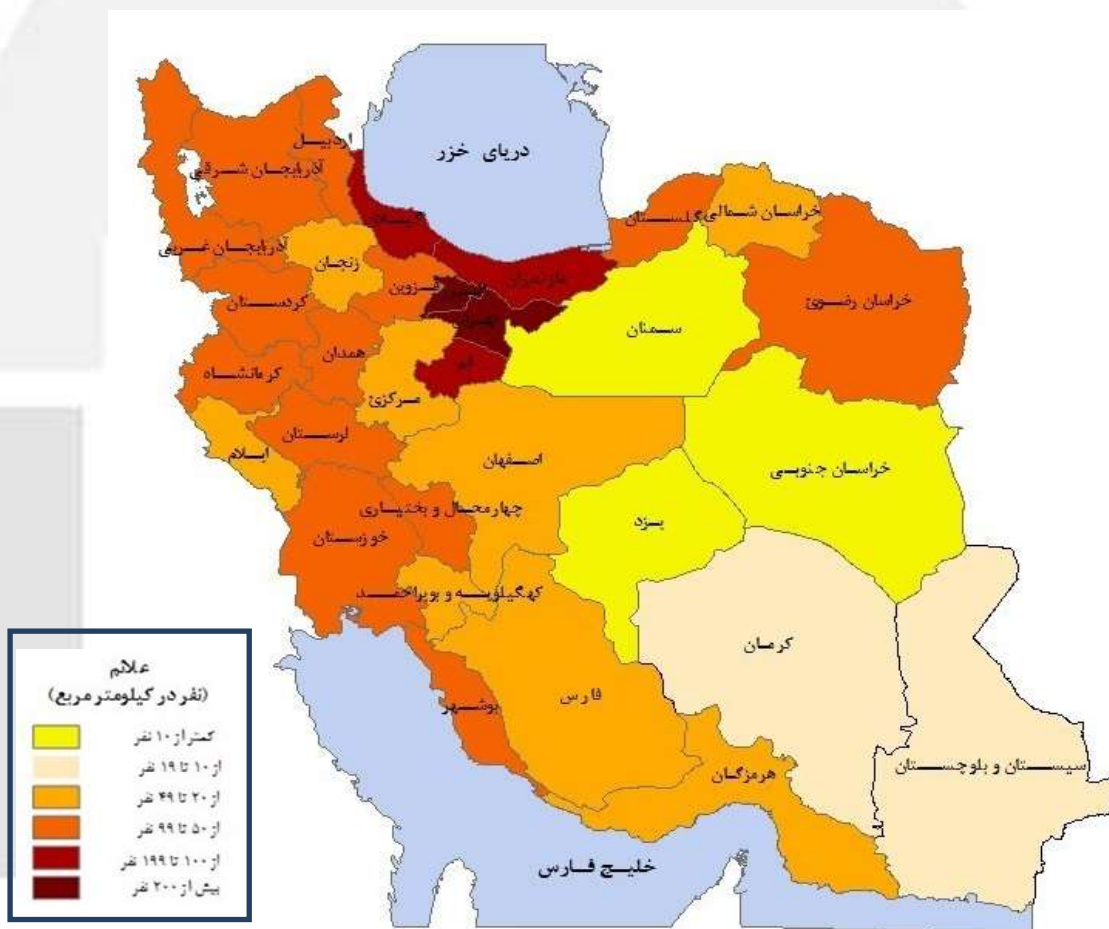 دریای خزر
اردبیل
آذربایجان شرقی
گیلان
گلستان
خراسان شمالی
آذربایجان غربی
زنجان
قزوین
مازندران
خراسان رضوی
کردستان
سمنان
همدان
قم
کرمانشاه
مرکزی
لرستان
اصفهان
ایلام
خراسان جنوبی
چهارمحال و بختیاری
یزد
خوزستان
کهگیلویه و بویراحمد
کرمان
فارس
بوشهر
هرمزگان
سیستان و بلوچستان
خلیج فارس
علائم
(نفر در کیلومتر مربع)
کمتر از ۱۰ نفر
از ۱۰ تا ۱۹ نفر
از ۲۰ تا ۴۹ نفر
از ۵۰ تا ۹۹ نفر
از ۱۰۰ تا ۱۹۹ نفر
بیش از ۲۰۰ نفر